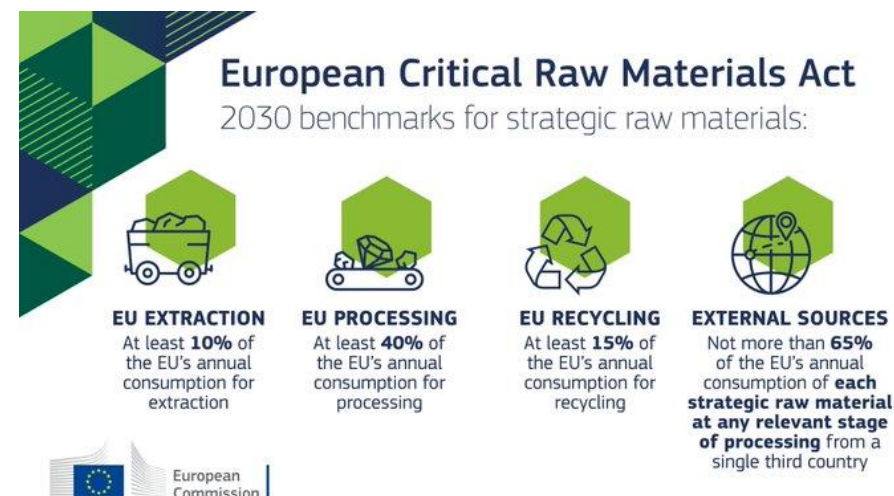 European Critical Raw Materials Act
2030 benchmarks for strategic raw materials:
EU EXTRACTION
At least 10% of
the EU's annual
consumption for
extraction
EU PROCESSING
At least 40% of
the EU's annual
consumption for
processing
EU RECYCLING
At least 15% of
the EU's annual
consumption for
recycling
EXTERNAL SOURCES
Not more than 65%
of the EU's annual
consumption of each
strategic raw material
at any relevant stage
of processing from a
single third country
European
Commission